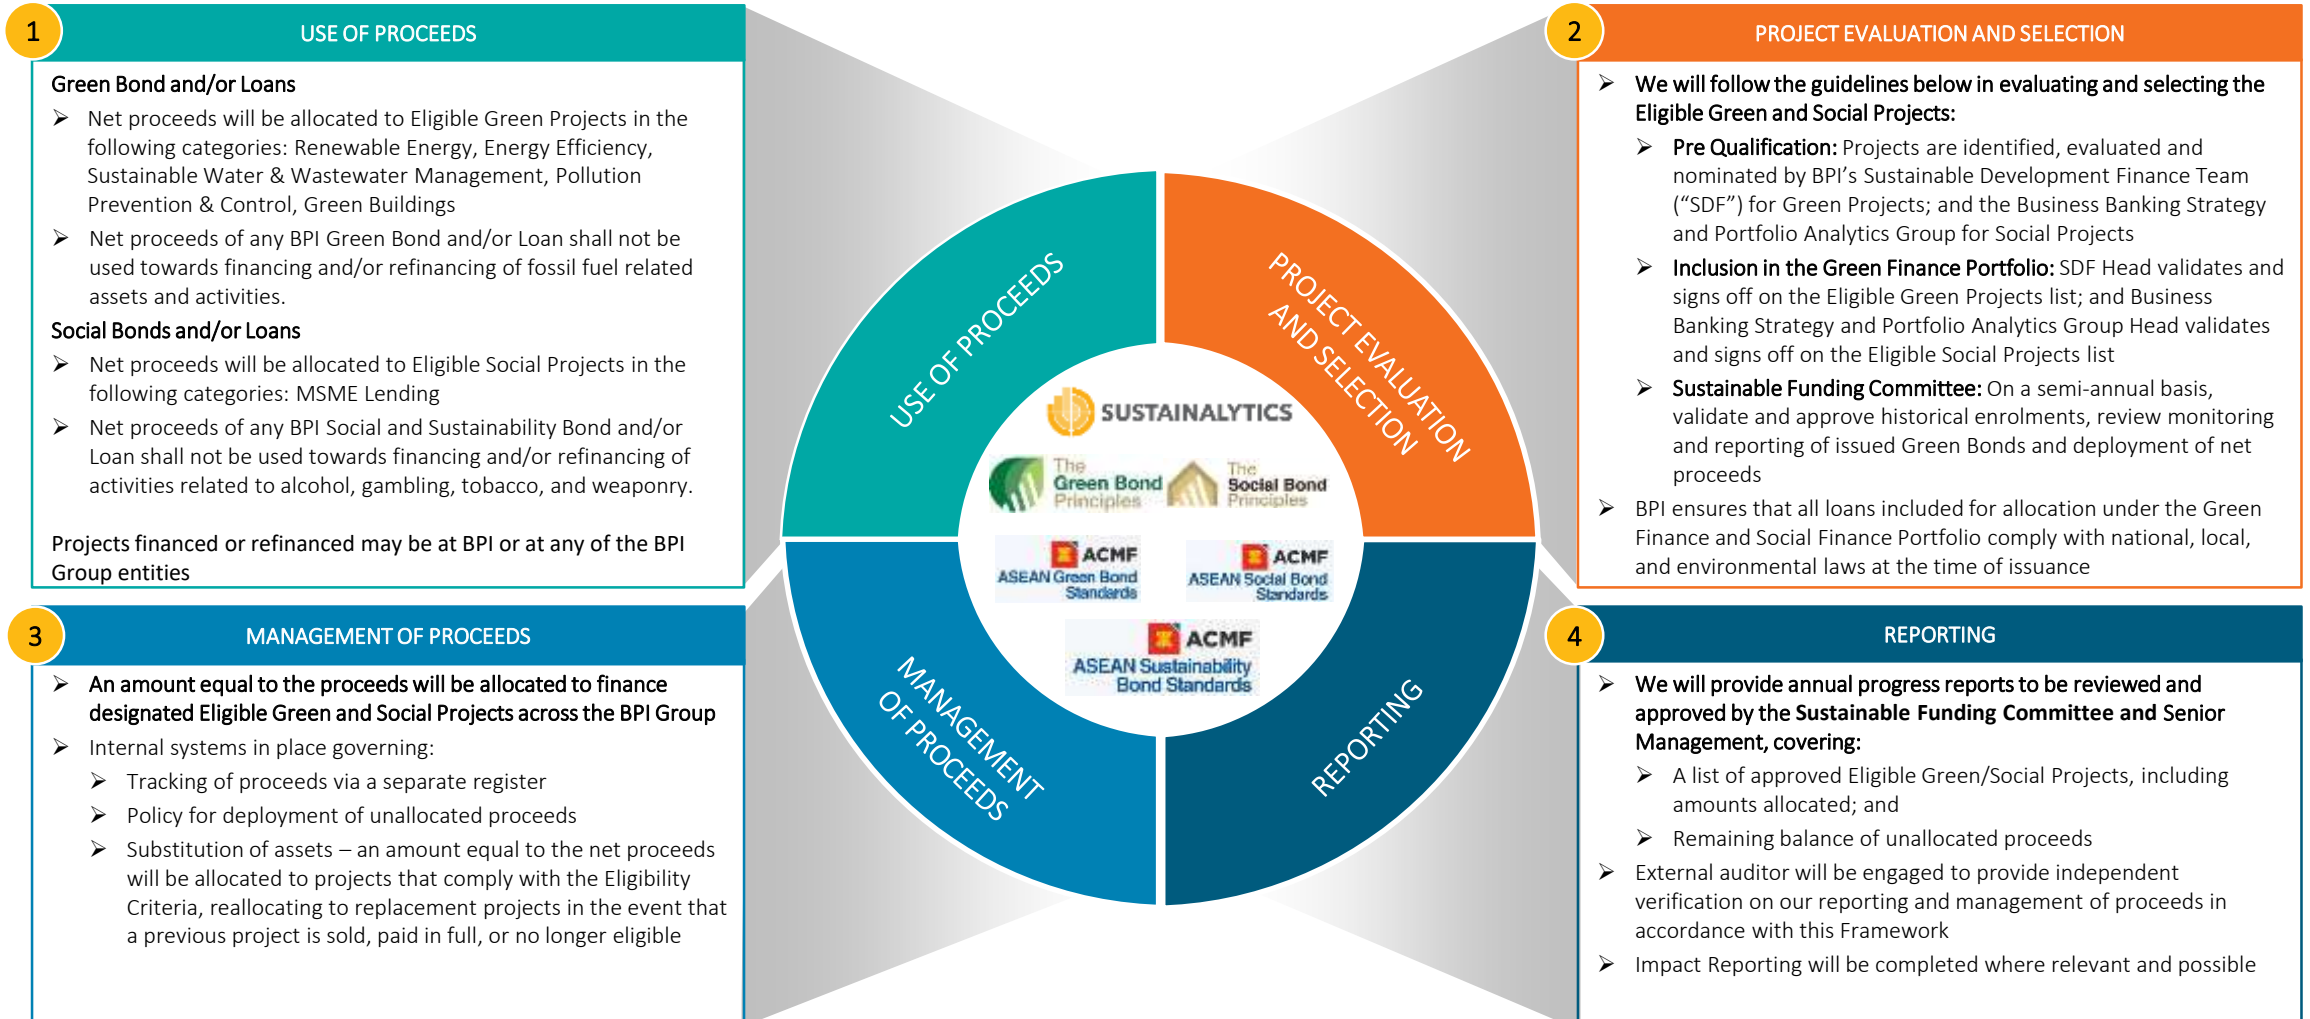 1
USE OF PROCEEDS
Green Bond and/or Loans
➢ Net proceeds will be allocated to Eligible Green Projects in the
following categories: Renewable Energy, Energy Efficiency,
Sustainable Water & Wastewater Management, Pollution
Prevention & Control, Green Buildings
➢ Net proceeds of any BPI Green Bond and/or Loan shall not be
used towards financing and/or refinancing of fossil fuel related
assets and activities.
Social Bonds and/or Loans
➢ Net proceeds will be allocated to Eligible Social Projects in the
following categories: MSME Lending
➢ Net proceeds of any BPI Social and Sustainability Bond and/or
Loan shall not be used towards financing and/or refinancing of
activities related to alcohol, gambling, tobacco, and weaponry.
Projects financed or refinanced may be at BPI or at any of the BPI
Group entities
2
PROJECT EVALUATION AND SELECTION
➢ We will follow the guidelines below in evaluating and selecting the
Eligible Green and Social Projects:
➢ Pre Qualification: Projects are identified, evaluated and
nominated by BPI's Sustainable Development Finance Team
(“SDF”) for Green Projects; and the Business Banking Strategy
and Portfolio Analytics Group for Social Projects
➢ Inclusion in the Green Finance Portfolio: SDF Head validates and
signs off on the Eligible Green Projects list; and Business
Banking Strategy and Portfolio Analytics Group Head validates
and signs off on the Eligible Social Projects list
➢ Sustainable Funding Committee: On a semi-annual basis,
validate and approve historical enrolments, review monitoring
and reporting of issued Green Bonds and deployment of net
proceeds
➢ BPI ensures that all loans included for allocation under the Green
Finance and Social Finance Portfolio comply with national, local,
and environmental laws at the time of issuance
USE OF PROCEEDS
PROJECT EVALUATION
AND SELECTION
SUSTAINALYTICS
The
Green Bond
Principles
The
Social Bond
Principles
ACMF
ASEAN Green Bond
Standards
ACMF
ASEAN Social Bond
Standards
ACMF
ASEAN Sustainability
Bond Standards
MANAGEMENT
OF PROCEEDS
REPORTING
3
MANAGEMENT OF PROCEEDS
➢ An amount equal to the proceeds will be allocated to finance
designated Eligible Green and Social Projects across the BPI Group
➢ Internal systems in place governing:
➢ Tracking of proceeds via a separate register
➢ Policy for deployment of unallocated proceeds
➢ Substitution of assets – an amount equal to the net proceeds
will be allocated to projects that comply with the Eligibility
Criteria, reallocating to replacement projects in the event that
a previous project is sold, paid in full, or no longer eligible
4
REPORTING
➢ We will provide annual progress reports to be reviewed and
approved by the Sustainable Funding Committee and Senior
Management, covering:
➢ A list of approved Eligible Green/Social Projects, including
amounts allocated; and
➢ Remaining balance of unallocated proceeds
➢ External auditor will be engaged to provide independent
verification on our reporting and management of proceeds in
accordance with this Framework
➢ Impact Reporting will be completed where relevant and possible